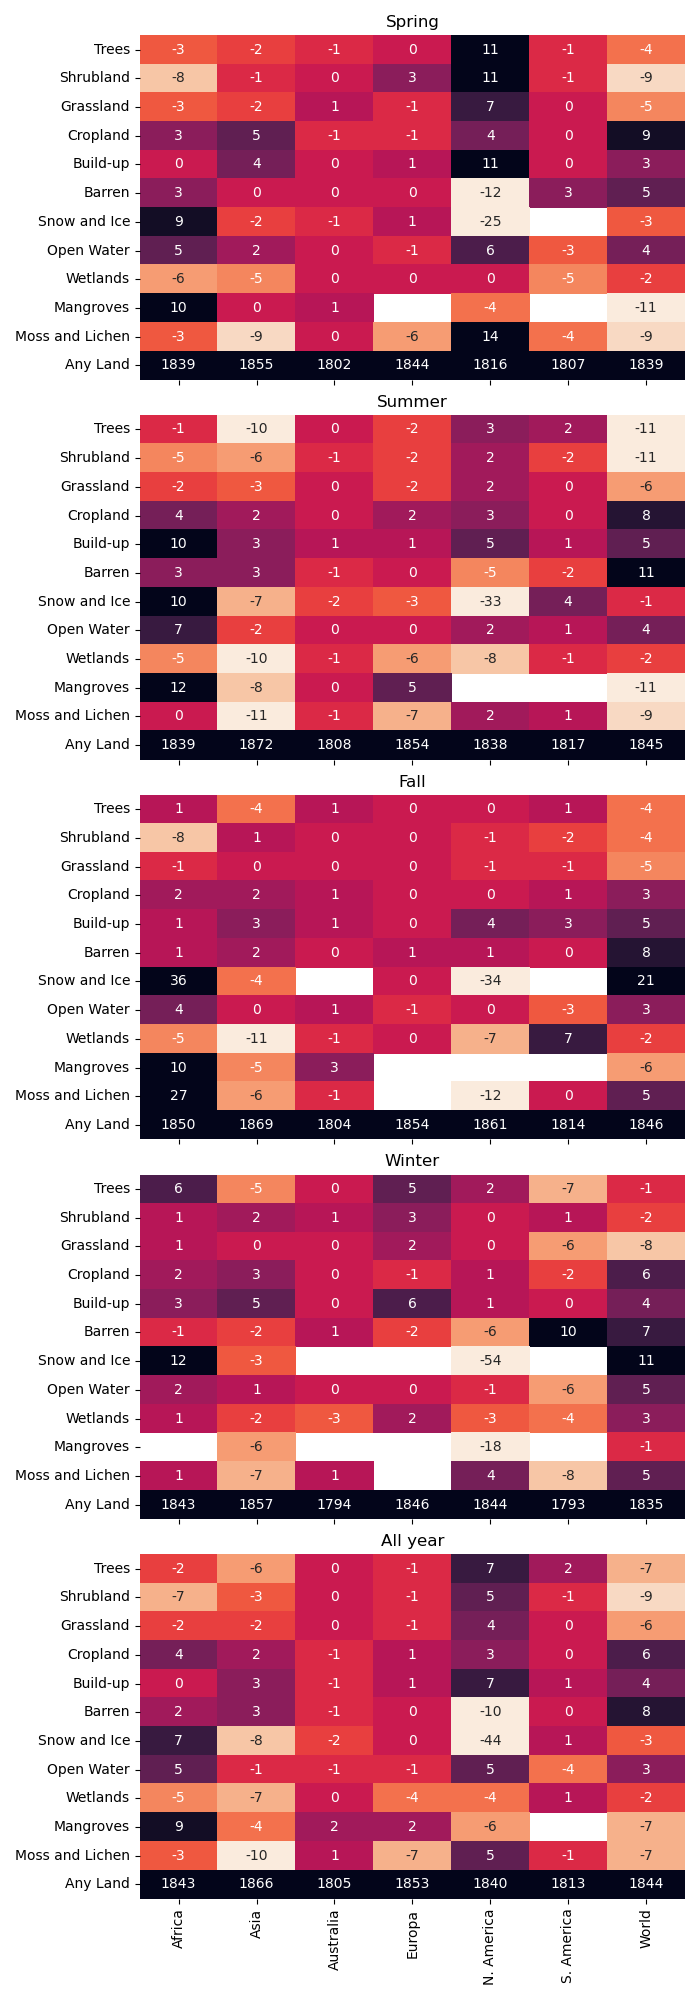 Spring
Trees -3 -2 -1 0 11 -1 -4
Shrubland -8 -1 0 3 11 -1 -9
Grassland -3 -2 1 -1 7 0 -5
Cropland 3 5 -1 -1 4 0 9
Build-up 0 4 0 1 11 0 3
Barren 3 0 0 0 -12 3 5
Snow and Ice 9 -2 -1 1 -25 -3
Open Water 5 2 0 -1 6 -3 4
Wetlands -6 -5 0 0 0 -5 -2
Mangroves 10 0 1 -4 -11
Moss and Lichen -3 -9 0 -6 14 -4 -9
Any Land 1839 1855 1802 1844 1816 1807 1839
Summer
Trees -1 -10 0 -2 3 2 -11
Shrubland -5 -6 -1 -2 2 -2 -11
Grassland -2 -3 0 -2 2 0 -6
Cropland 4 2 0 2 3 0 8
Build-up 10 3 1 1 5 1 5
Barren 3 3 -1 0 -5 -2 11
Snow and Ice 10 -7 -2 -3 -33 4 -1
Open Water 7 -2 0 0 2 1 4
Wetlands -5 -10 -1 -6 -8 -1 -2
Mangroves 12 -8 0 5 -11
Moss and Lichen 0 -11 -1 -7 2 1 -9
Any Land 1839 1872 1808 1854 1838 1817 1845
Fall
Trees 1 -4 1 0 0 1 -4
Shrubland -8 1 0 0 -1 -2 -4
Grassland -1 0 0 0 -1 -1 -5
Cropland 2 2 1 0 0 1 3
Build-up 1 3 1 0 4 3 5
Barren 1 2 0 1 1 0 8
Snow and Ice 36 -4 0 -34 21
Open Water 4 0 1 -1 0 -3 3
Wetlands -5 -11 -1 0 -7 7 -2
Mangroves 10 -5 3 -6
Moss and Lichen 27 -6 -1 -12 0 5
Any Land 1850 1869 1804 1854 1861 1814 1846
Winter
Trees 6 -5 0 5 2 -7 -1
Shrubland 1 2 1 3 0 1 -2
Grassland 1 0 0 2 0 -6 -8
Cropland 2 3 0 -1 1 -2 6
Build-up 3 5 0 6 1 0 4
Barren -1 -2 1 -2 -6 10 7
Snow and Ice 12 -3 -54 11
Open Water 2 1 0 0 -1 -6 5
Wetlands 1 -2 -3 2 -3 -4 3
Mangroves -6 -18 -1
Moss and Lichen 1 -7 1 4 -8 5
Any Land 1843 1857 1794 1846 1844 1793 1835
All year
Trees -2 -6 0 -1 7 2 -7
Shrubland -7 -3 0 -1 5 -1 -9
Grassland -2 -2 0 -1 4 0 -6
Cropland 4 2 -1 1 3 0 6
Build-up 0 3 -1 1 7 1 4
Barren 2 3 -1 0 -10 0 8
Snow and Ice 7 -8 -2 0 -44 1 -3
Open Water 5 -1 -1 -1 5 -4 3
Wetlands -5 -7 0 -4 -4 1 -2
Mangroves 9 -4 2 2 -6 -7
Moss and Lichen -3 -10 1 -7 5 -1 -7
Any Land 1843 1866 1805 1853 1840 1813 1844
Africa Asia Australia Europa N. America S. America World